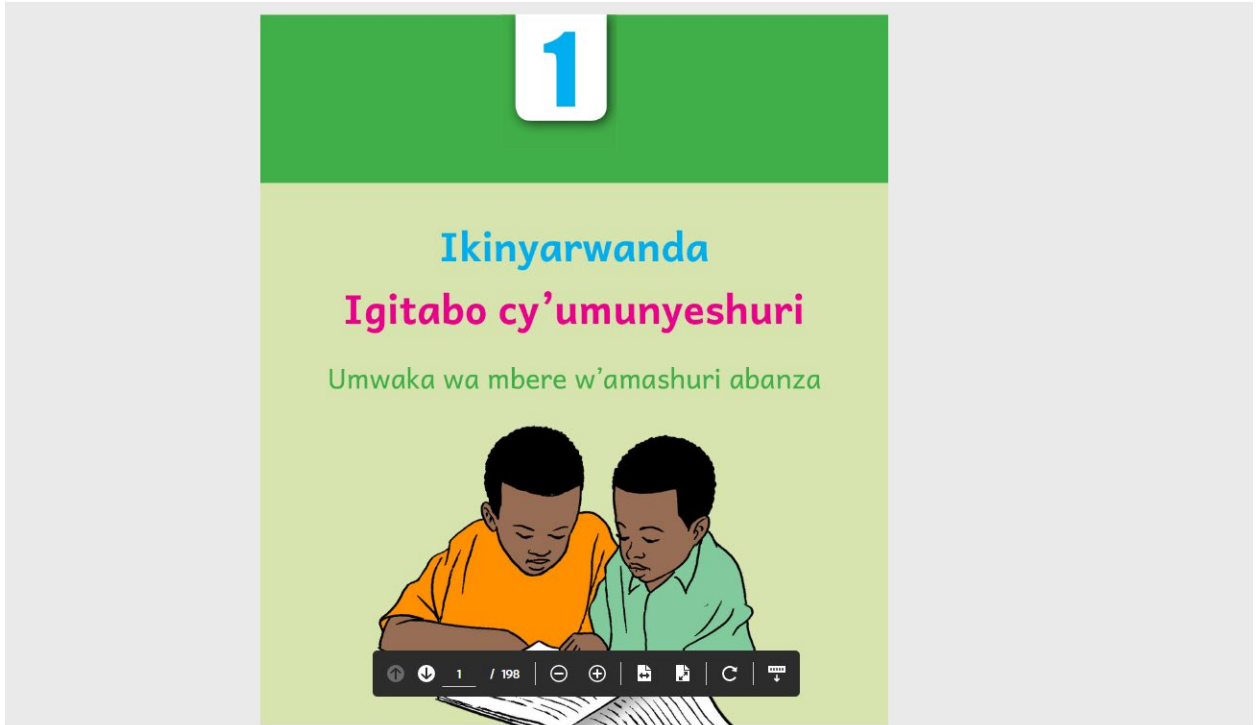 1
Ikinyarwanda
Igitabo cy’umunyeshuri
Umwaka wa mbere w’amashuri abanza
1 / 198